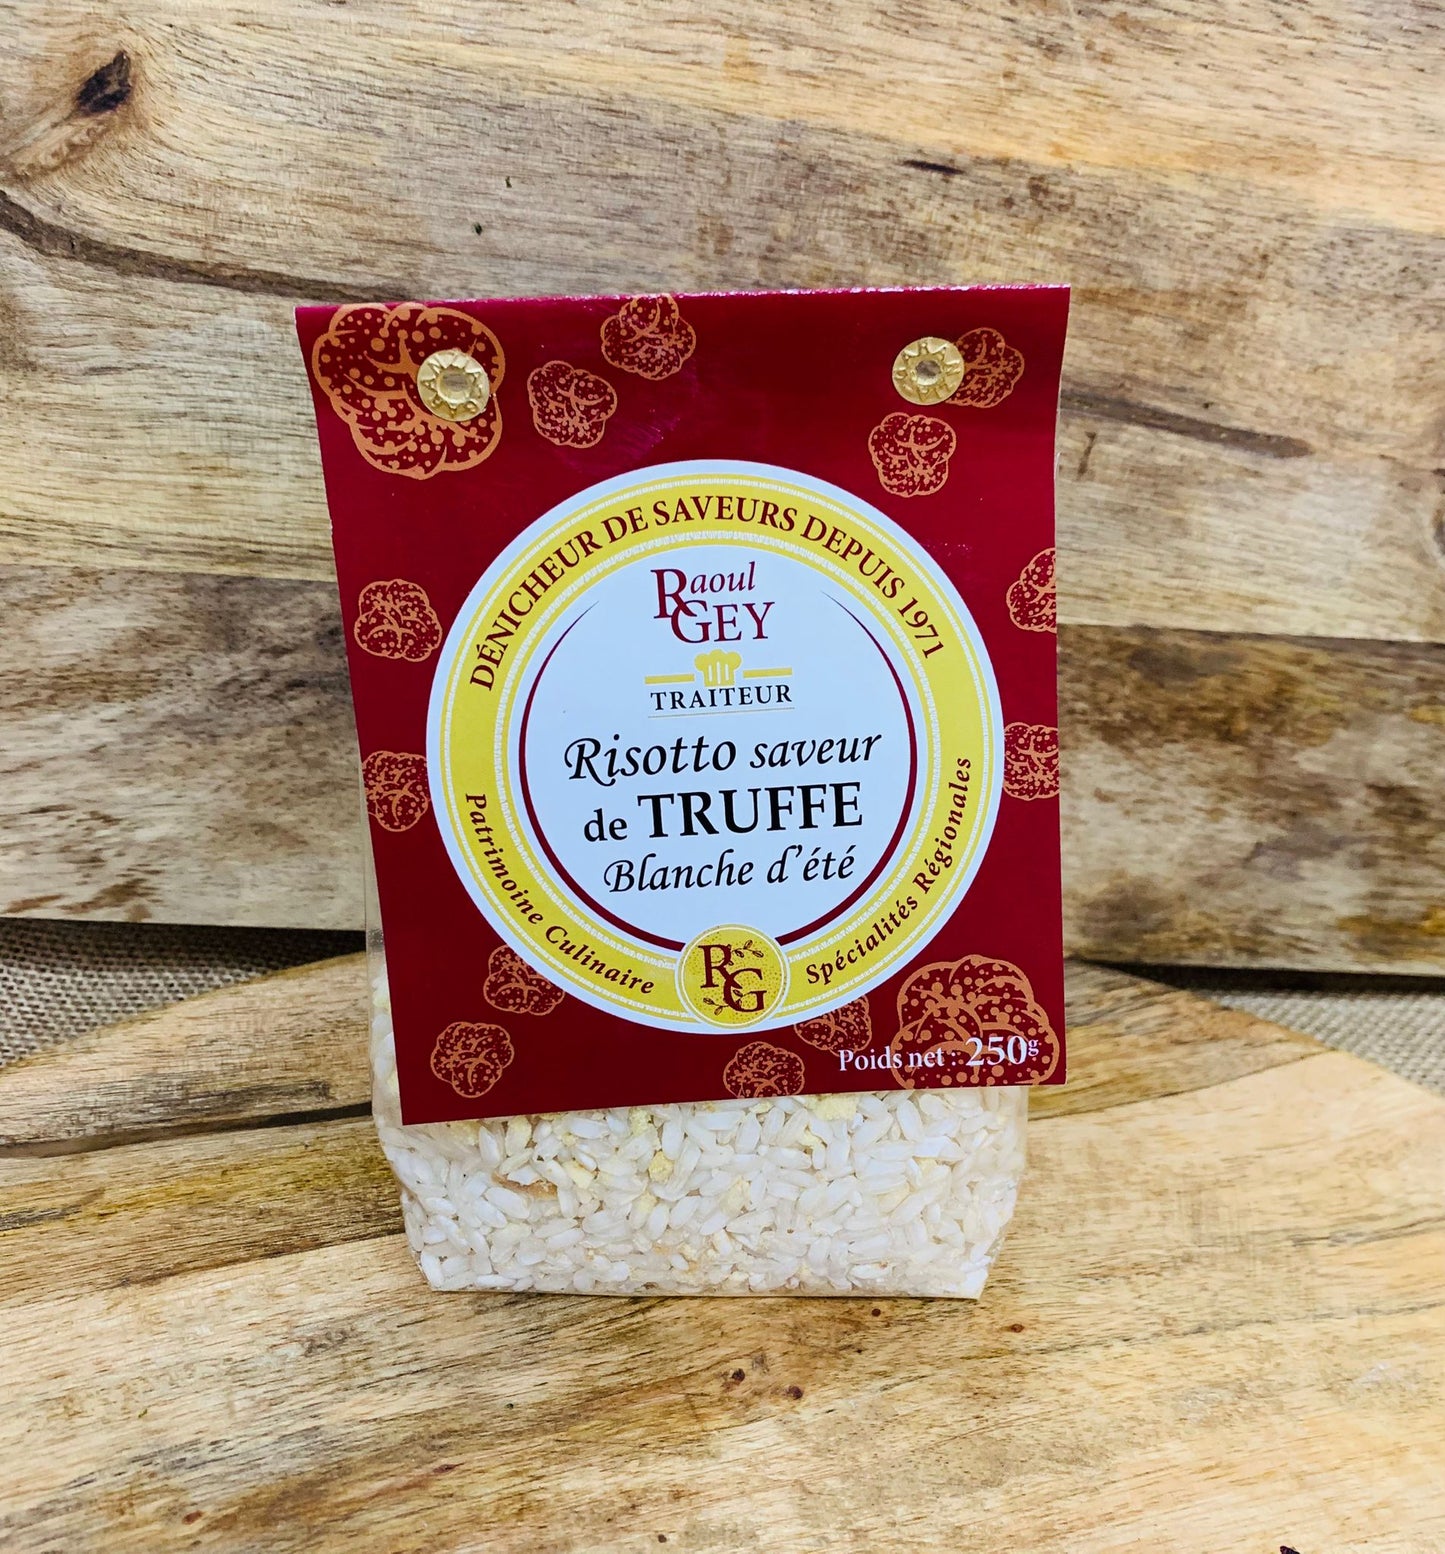 GARANTIE
DÉNICHEUR DE SAVEURS DEPUIS 1971
Raoul
GEY
TRAITEUR
Risotto saveur
de TRUFFE
Blanche d'été
Patrimoine Culinaire
Spécialités Régionales
RG
Poids net : 250g